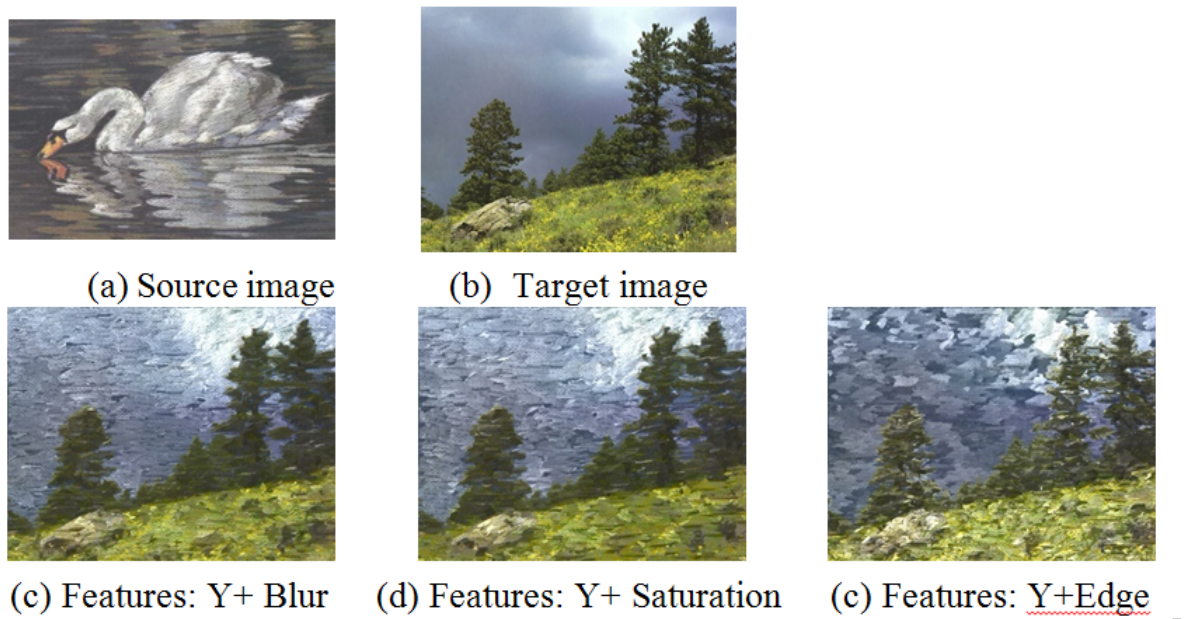 (a) Source image
(b) Target image
(c) Features: Y+ Blur
(d) Features: Y+ Saturation
(c) Features: Y+Edge